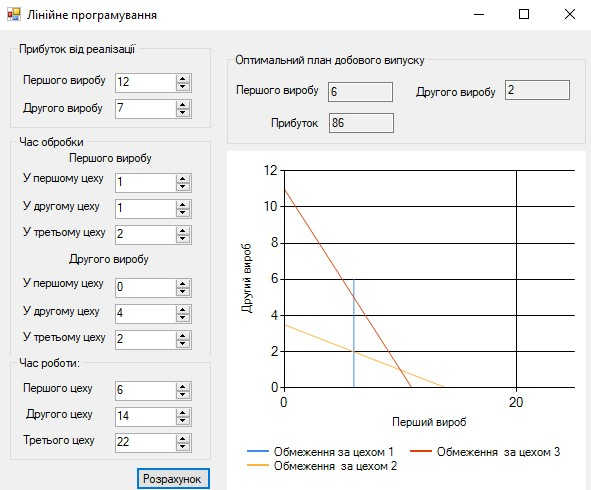 Лінійне програмування
Прибуток від реалізації
Першого виробу 12
Другого виробу 7
Час обробки
Першого виробу
У першому цеху 1
У другому цеху 1
У третьому цеху 2
Другого виробу
У першому цеху 0
У другому цеху 4
У третьому цеху 2
Час роботи:
Першого цеху 6
Другого цеху 14
Третього цеху 22
Розрахунок
Оптимальний план добового випуску
Першого виробу 6 Другого виробу 2
Прибуток 86
12
10
8
6
4
2
0
0 20
Другий вироб
Перший вироб
Обмеження за цехом 1 Обмеження за цехом 3
Обмеження за цехом 2